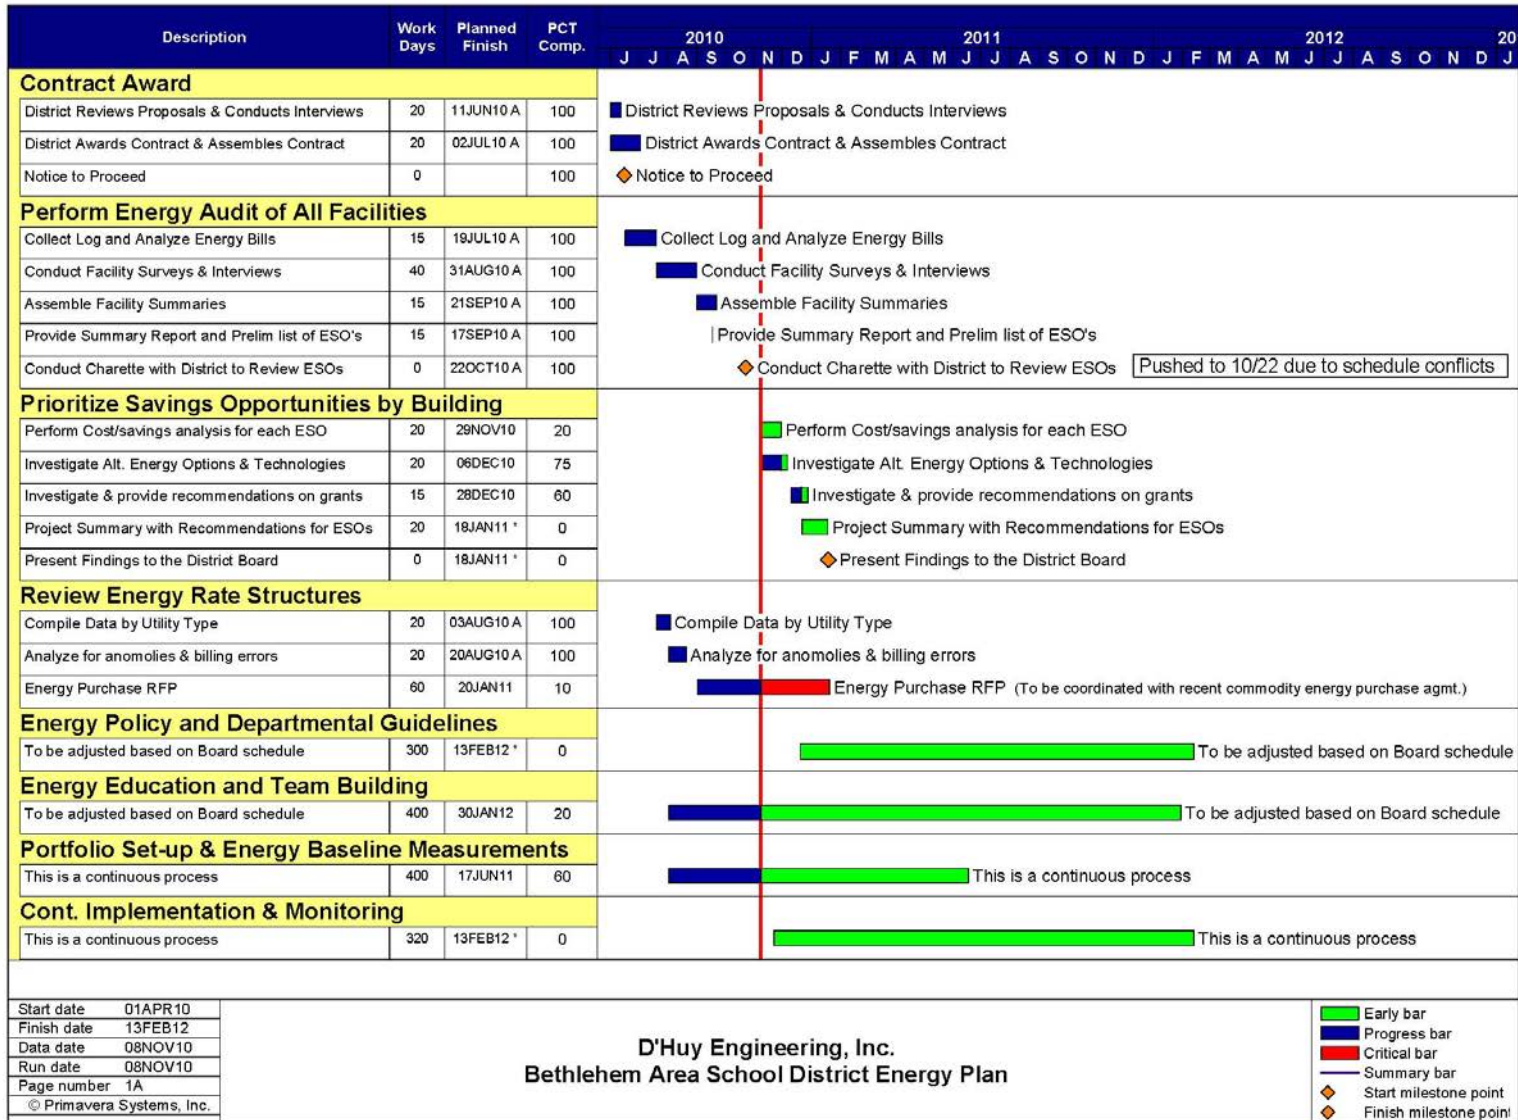 Description Work Days Planned Finish PCT Comp. 2010 2011 2012 20
J J A S O N D J F M A M J J A S O N D J F M A M J J A S O N D J
Contract Award
District Reviews Proposals & Conducts Interviews 20 11JUN10 A 100 District Reviews Proposals & Conducts Interviews
District Awards Contract & Assembles Contract 20 02JUL10 A 100 District Awards Contract & Assembles Contract
Notice to Proceed 0 100 Notice to Proceed
Perform Energy Audit of All Facilities
Collect Log and Analyze Energy Bills 15 19JUL10 A 100 Collect Log and Analyze Energy Bills
Conduct Facility Surveys & Interviews 40 31AUG10 A 100 Conduct Facility Surveys & Interviews
Assemble Facility Summaries 15 21SEP10 A 100 Assemble Facility Summaries
Provide Summary Report and Prelim list of ESO's 15 17SEP10 A 100 Provide Summary Report and Prelim list of ESO's
Conduct Charette with District to Review ESOs 0 22OCT10 A 100 Conduct Charette with District to Review ESOs Pushed to 10/22 due to schedule conflicts
Prioritize Savings Opportunities by Building
Perform Cost/savings analysis for each ESO 20 29NOV10 20 Perform Cost/savings analysis for each ESO
Investigate Alt. Energy Options & Technologies 20 06DEC10 75 Investigate Alt. Energy Options & Technologies
Investigate & provide recommendations on grants 15 28DEC10 60 Investigate & provide recommendations on grants
Project Summary with Recommendations for ESOs 20 18JAN11 * 0 Project Summary with Recommendations for ESOs
Present Findings to the District Board 0 18JAN11 * 0 Present Findings to the District Board
Review Energy Rate Structures
Compile Data by Utility Type 20 03AUG10 A 100 Compile Data by Utility Type
Analyze for anomolies & billing errors 20 20AUG10 A 100 Analyze for anomolies & billing errors
Energy Purchase RFP 60 20JAN11 10 Energy Purchase RFP (To be coordinated with recent commodity energy purchase agmt.)
Energy Policy and Departmental Guidelines
To be adjusted based on Board schedule 300 13FEB12 * 0 To be adjusted based on Board schedule
Energy Education and Team Building
To be adjusted based on Board schedule 400 30JAN12 20 To be adjusted based on Board schedule
Portfolio Set-up & Energy Baseline Measurements
This is a continuous process 400 17JUN11 60 This is a continuous process
Cont. Implementation & Monitoring
This is a continuous process 320 13FEB12 * 0 This is a continuous process
Start date 01APR10
Finish date 13FEB12
Data date 08NOV10
Run date 08NOV10
Page number 1A
© Primavera Systems, Inc.
D'Huy Engineering, Inc.
Bethlehem Area School District Energy Plan
Early bar
Progress bar
Critical bar
Summary bar
Start milestone point
Finish milestone point